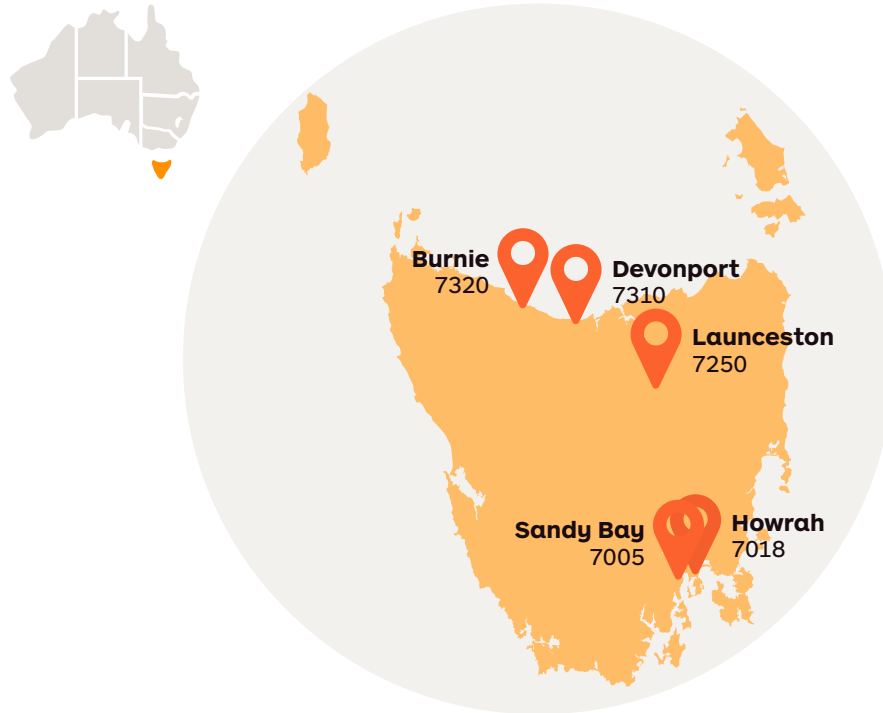 Burnie
7320
Devonport
7310
Launceston
7250
Sandy Bay
7005
Howrah
7018